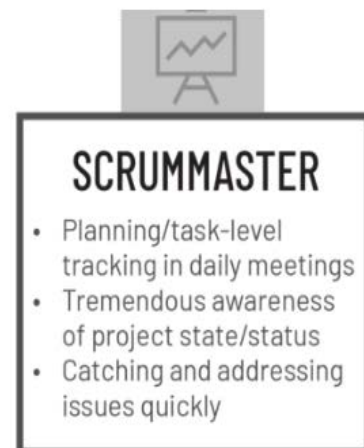 SCRUMMASTER
• Planning/task-level
tracking in daily meetings
• Tremendous awareness
of project state/status
• Catching and addressing
issues quickly